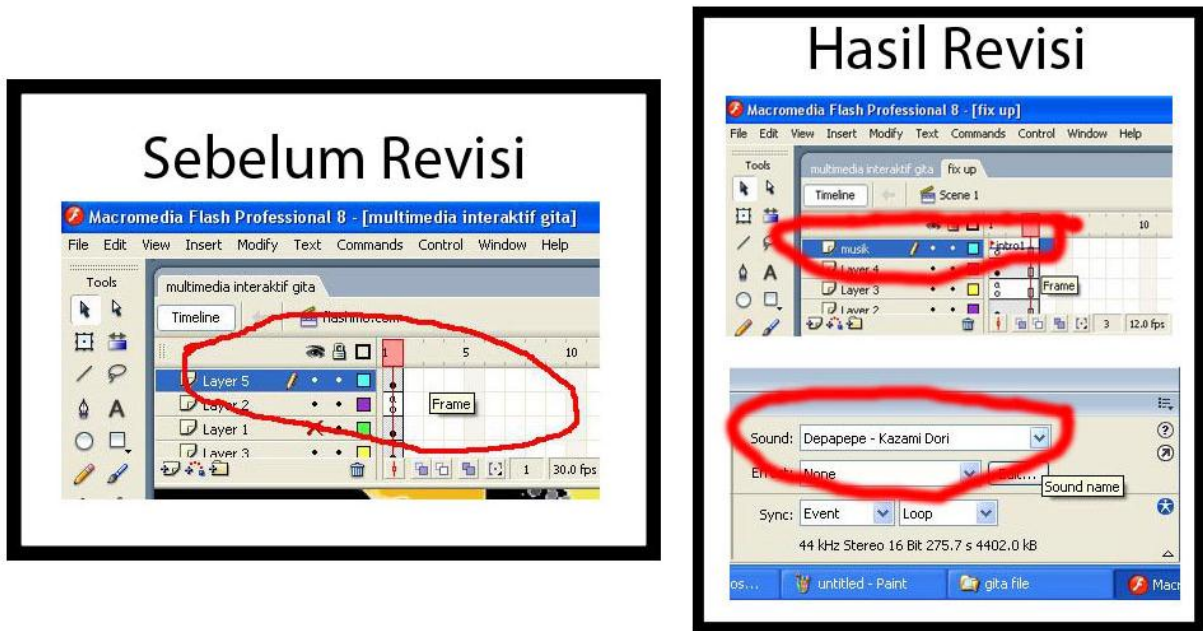 Sebelum Revisi
Macromedia Flash Professional 8 - [multimedia interaktif gita]
File Edit View Insert Modify Text Commands Control Window Help
Tools
multimedia interaktif gita
Timeline
1 5 10
Layer 5
Layer 2
Frame
Layer 1
Layer 3
1 30.0 fps
Hasil Revisi
Macromedia Flash Professional 8 - [fix up]
File Edit View Insert Modify Text Commands Control Window Help
Tools
multimedia interaktif gita fix up
Timeline Scene 1
1 10
musik intro1
Layer 4
Layer 3 Frame
Layer 2
3 12.0 fps
Sound: Depapepe - Kazami Dori
None
Sound name
Sync: Event Loop
44 kHz Stereo 16 Bit 275.7 s 4402.0 kB
os... untitled - Paint gita file Macr